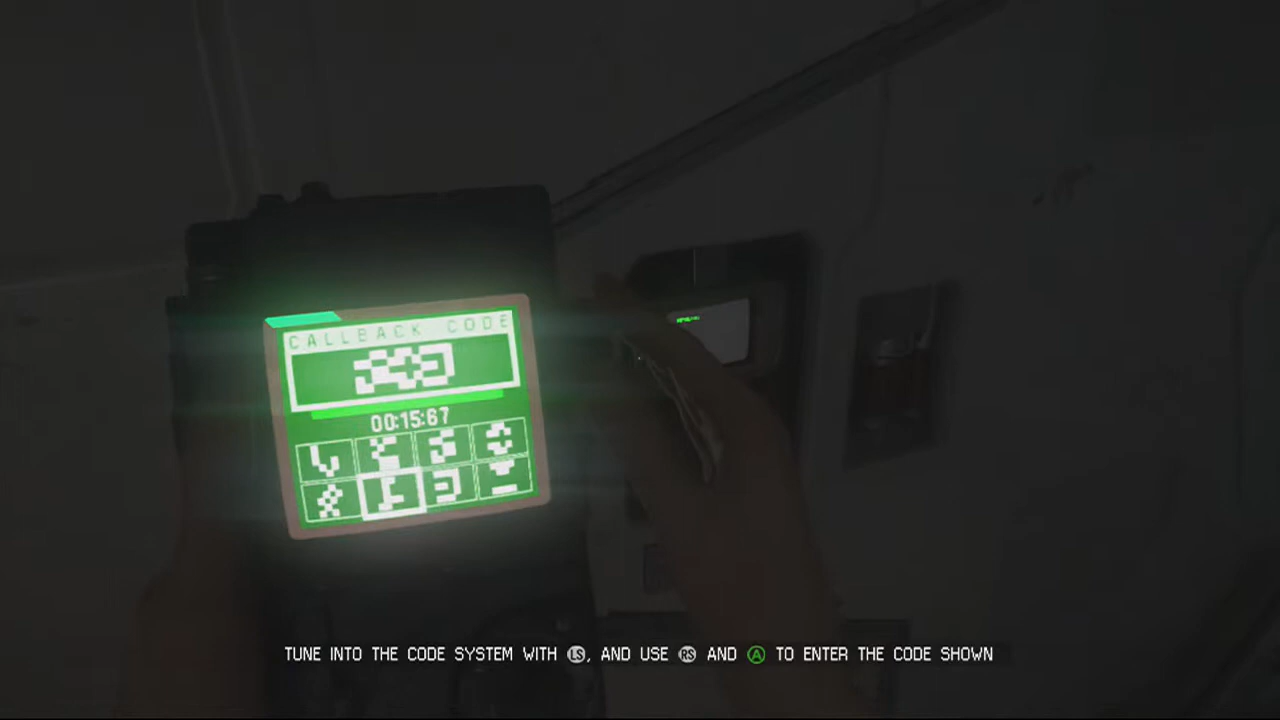 CALLBACK CODE
00:15:67
TUNE INTO THE CODE SYSTEM WITH LS, AND USE RS AND A TO ENTER THE CODE SHOWN